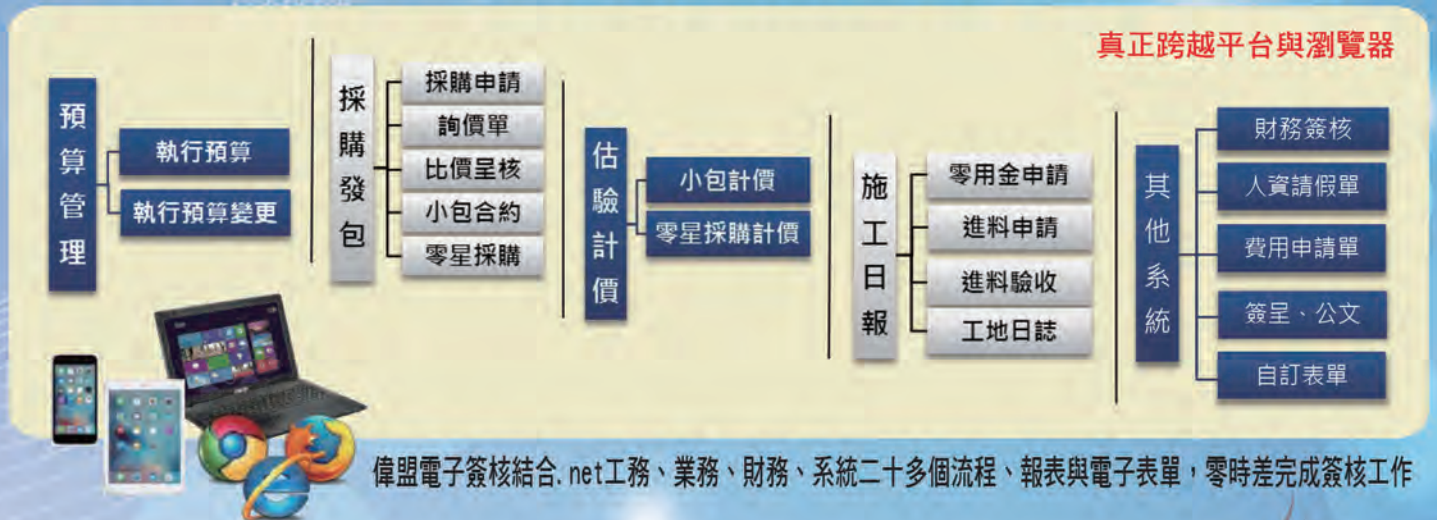 真正跨越平台與瀏覽器
預算管理
執行預算
執行預算變更
採購發包
採購申請
詢價單
比價呈核
小包合約
零星採購
估驗計價
小包計價
零星採購計價
施工日報
零用金申請
進料申請
進料驗收
工地日誌
其他系統
財務簽核
人資請假單
費用申請單
簽呈、公文
自訂表單
偉盟電子簽核結合.net工務、業務、財務、系統二十多個流程、報表與電子表單，零時差完成簽核工作